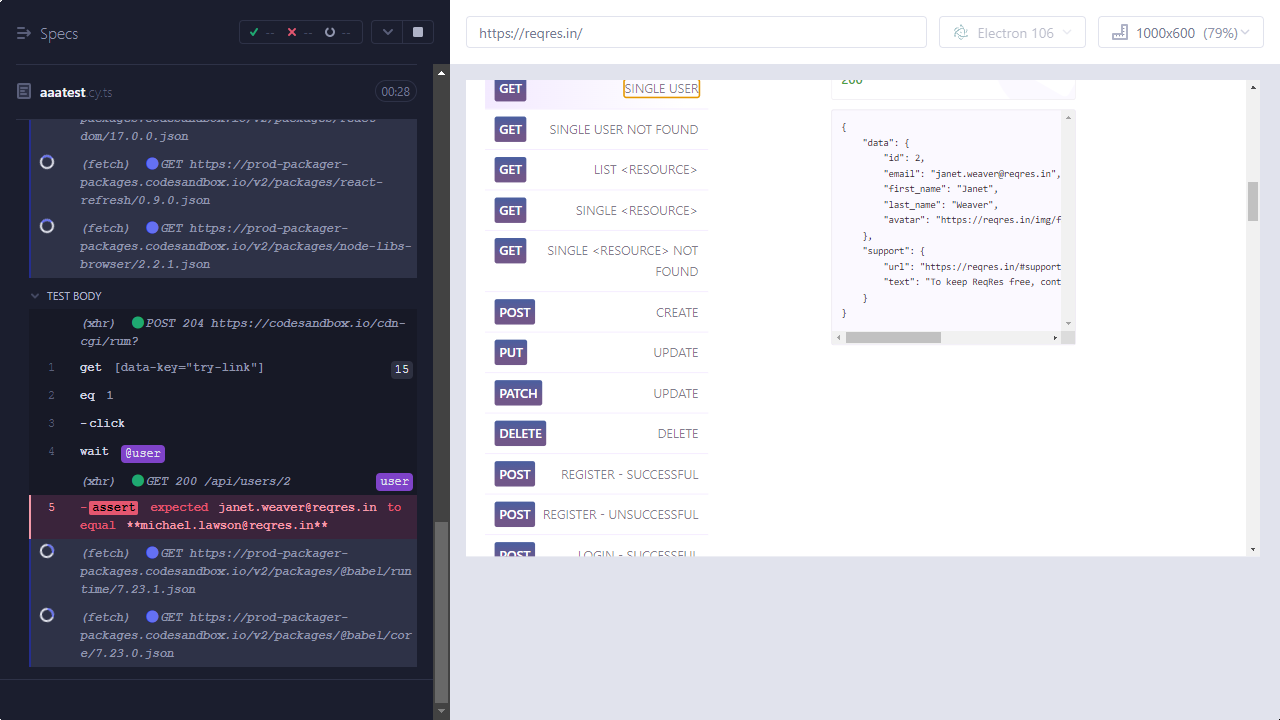 Specs
--
--
--
aaatest.cy.ts
00:28
packages.codesandbox.io/v2/packages/react-
dom/17.0.0.json
(fetch) GET https://prod-packager-
packages.codesandbox.io/v2/packages/react-
refresh/0.9.0.json
(fetch) GET https://prod-packager-
packages.codesandbox.io/v2/packages/node-libs-
browser/2.2.1.json
TEST BODY
(xhr) POST 204 https://codesandbox.io/cdn-
cgi/rum?
1 get [data-key="try-link"] 15
2 eq 1
3 -click
4 wait @user
(xhr) GET 200 /api/users/2 user
5 -assert expected janet.weaver@reqres.in to
equal **michael.lawson@reqres.in**
(fetch) GET https://prod-packager-
packages.codesandbox.io/v2/packages/@babel/run
time/7.23.1.json
(fetch) GET https://prod-packager-
packages.codesandbox.io/v2/packages/@babel/cor
e/7.23.0.json
https://reqres.in/
Electron 106
1000x600 (79%)
GET SINGLE USER
GET SINGLE USER NOT FOUND
GET LIST <RESOURCE>
GET SINGLE <RESOURCE>
GET SINGLE <RESOURCE> NOT
FOUND
POST CREATE
PUT UPDATE
PATCH UPDATE
DELETE DELETE
POST REGISTER - SUCCESSFUL
POST REGISTER - UNSUCCESSFUL
POST LOGIN - SUCCESSFUL
200
{
"data": {
"id": 2,
"email": "janet.weaver@reqres.in",
"first_name": "Janet",
"last_name": "Weaver",
"avatar": "https://reqres.in/img/f
},
"support": {
"url": "https://reqres.in/#support
"text": "To keep ReqRes free, cont
}
}